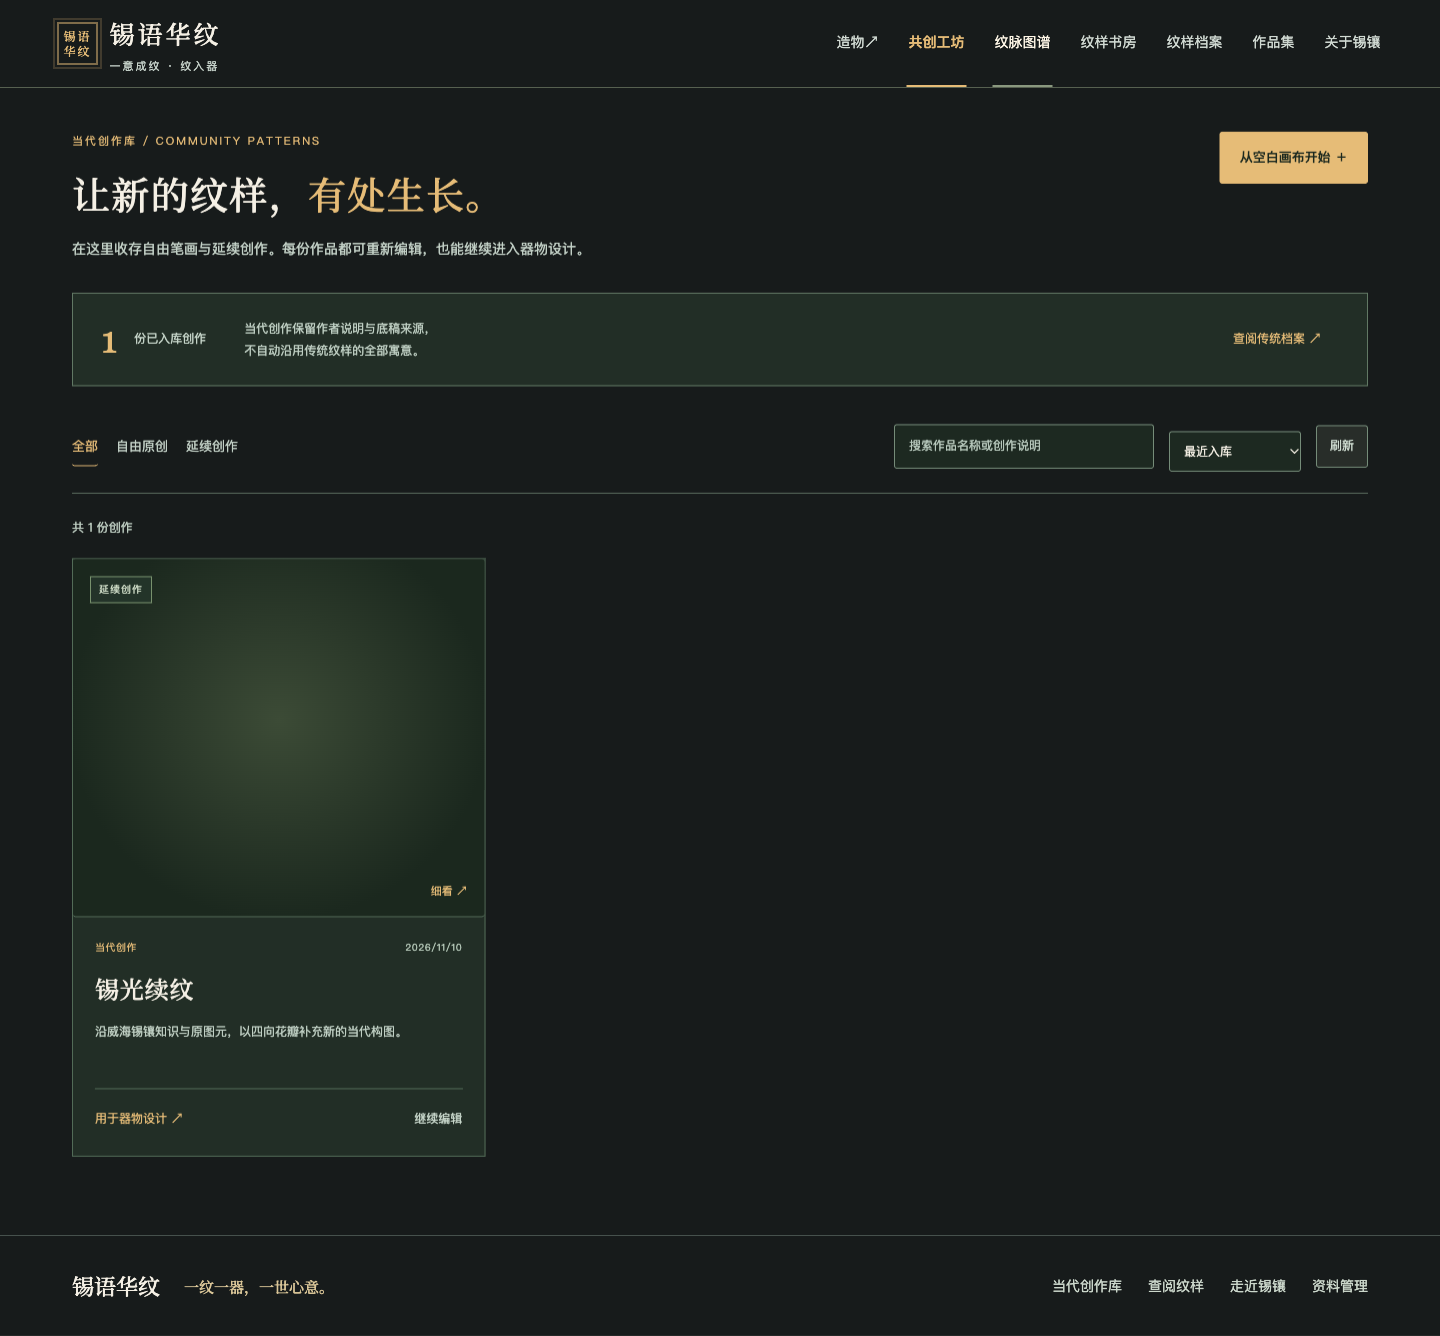 锡语
华纹
锡语华纹
一意成纹 · 纹入器
造物↗ 共创工坊 纹脉图谱 纹样书房 纹样档案 作品集 关于锡镶
当代创作库 / COMMUNITY PATTERNS
从空白画布开始 +
让新的纹样，有处生长。
在这里收存自由笔画与延续创作。每份作品都可重新编辑，也能继续进入器物设计。
1 份已入库创作
当代创作保留作者说明与底稿来源，
不自动沿用传统纹样的全部寓意。
查阅传统档案 ↗
全部 自由原创 延续创作
搜索作品名称或创作说明
最近入库
刷新
共 1 份创作
延续创作
细看 ↗
当代创作 2026/11/10
锡光续纹
沿威海锡镶知识与原图元，以四向花瓣补充新的当代构图。
用于器物设计 ↗ 继续编辑
锡语华纹 一纹一器，一世心意。
当代创作库 查阅纹样 走近锡镶 资料管理